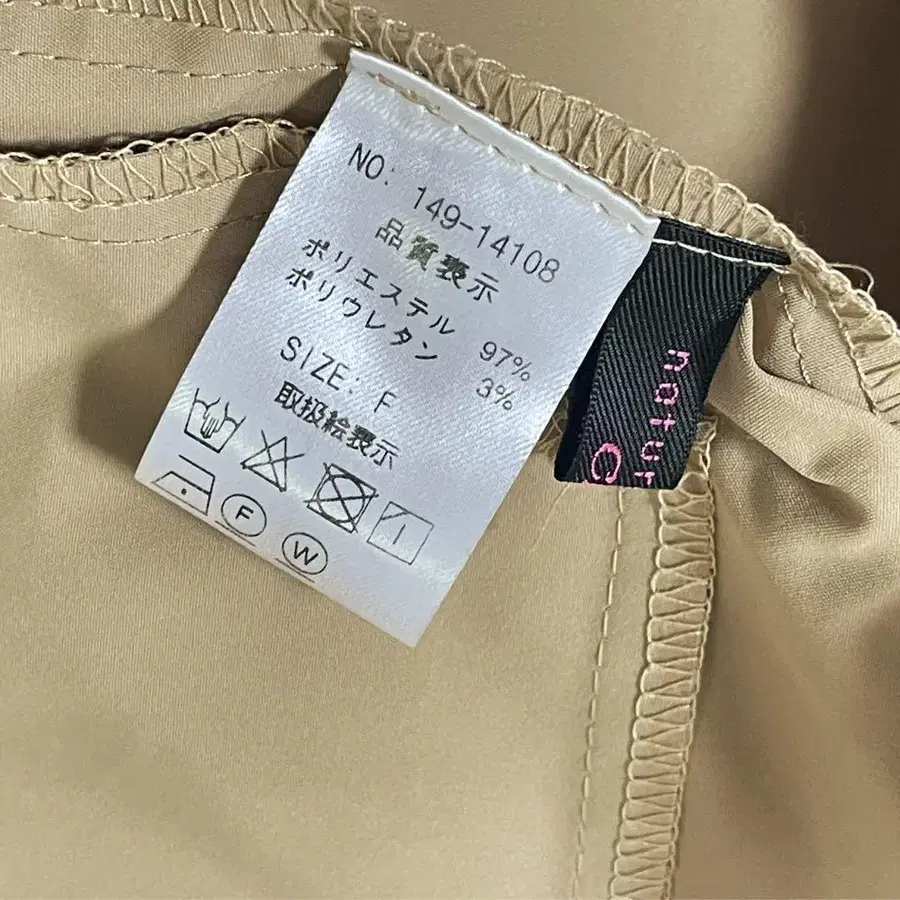 NO: 149-14108
品質表示
ポリエステル 97%
ポリウレタン 3%
SIZE: F
取扱絵表示
F
W